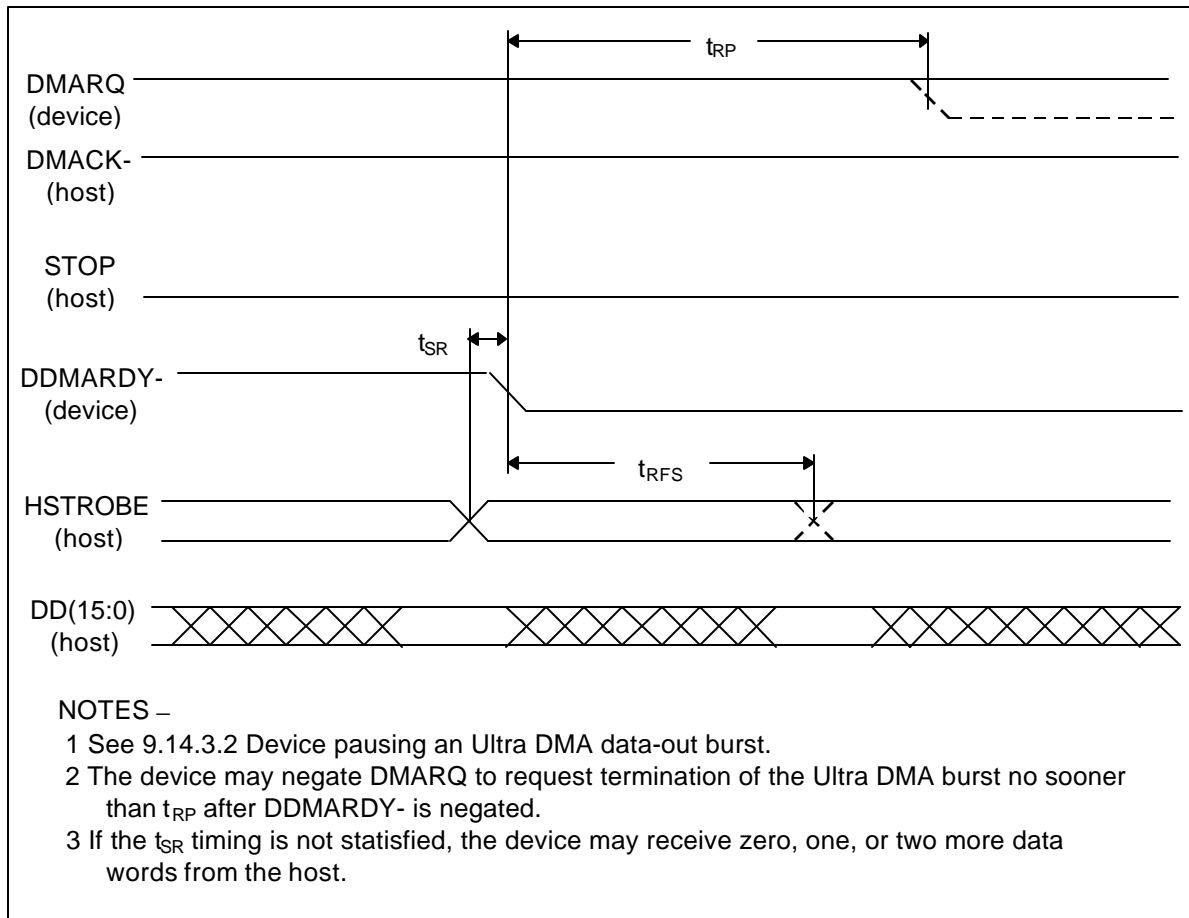 tRP
DMARQ
(device)
DMACK-
(host)
STOP
(host)
tSR
DDMARDY-
(device)
tRFS
HSTROBE
(host)
DD(15:0)
(host)
NOTES –
1 See 9.14.3.2 Device pausing an Ultra DMA data-out burst.
2 The device may negate DMARQ to request termination of the Ultra DMA burst no sooner
than tRP after DDMARDY- is negated.
3 If the tSR timing is not statisfied, the device may receive zero, one, or two more data
words from the host.